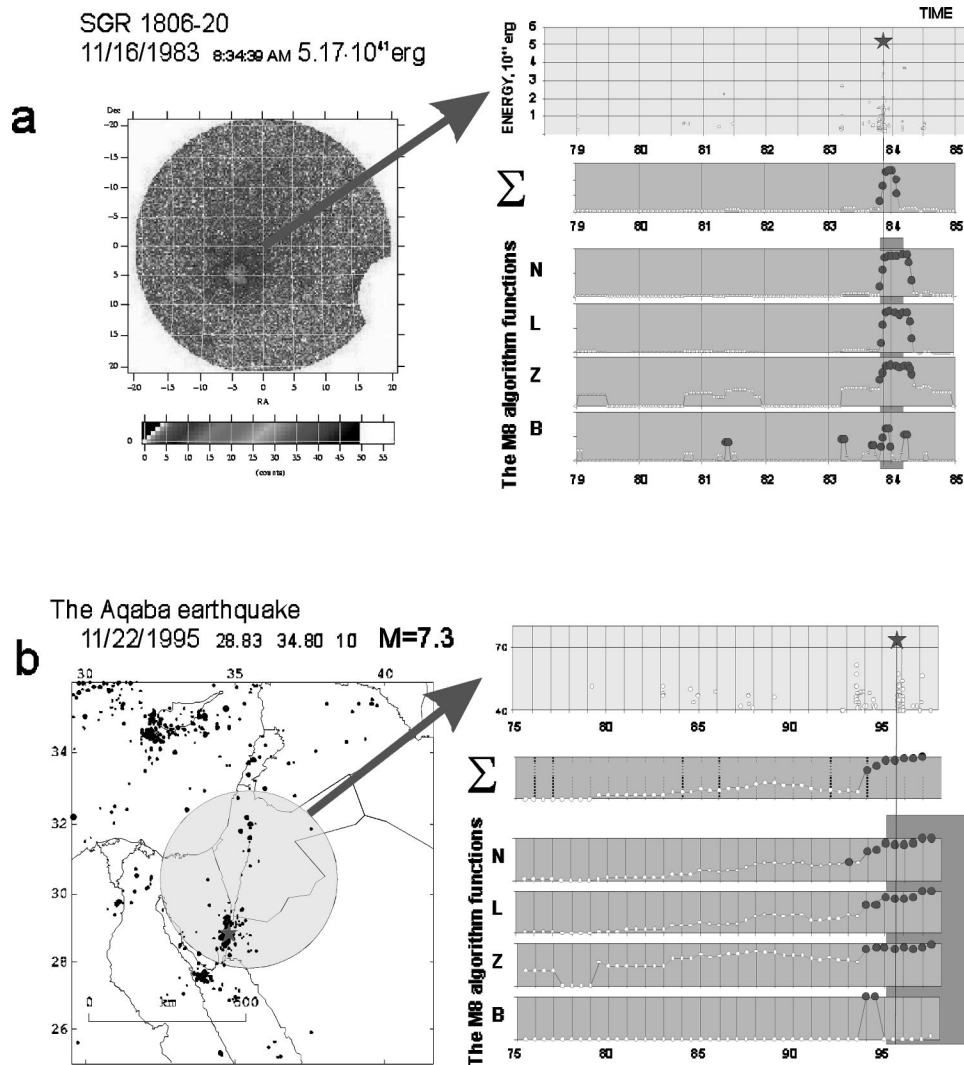 SGR 1806-20
11/16/1983 8:34:39 AM 5.17·10⁴¹erg
a
Dec
-20
-15
-10
-5
0
5
10
15
20
-20 -15 -10 -5 0 5 10 15 20
RA
0
0 5 10 15 20 25 30 35 40 45 50 55
(counts)
TIME
ENERGY, 10⁴¹ erg
6
5
4
3
2
1
79 80 81 82 83 84 85
Σ
79 80 81 82 83 84 85
The M8 algorithm functions
N
L
Z
B
79 80 81 82 83 84 85
The Aqaba earthquake
11/22/1995 28.83 34.80 10 M=7.3
b
30 35 40
34
32
30
28
26
0 km 500
70
40
75 80 85 90 95
Σ
The M8 algorithm functions
N
L
Z
B
75 80 85 90 95